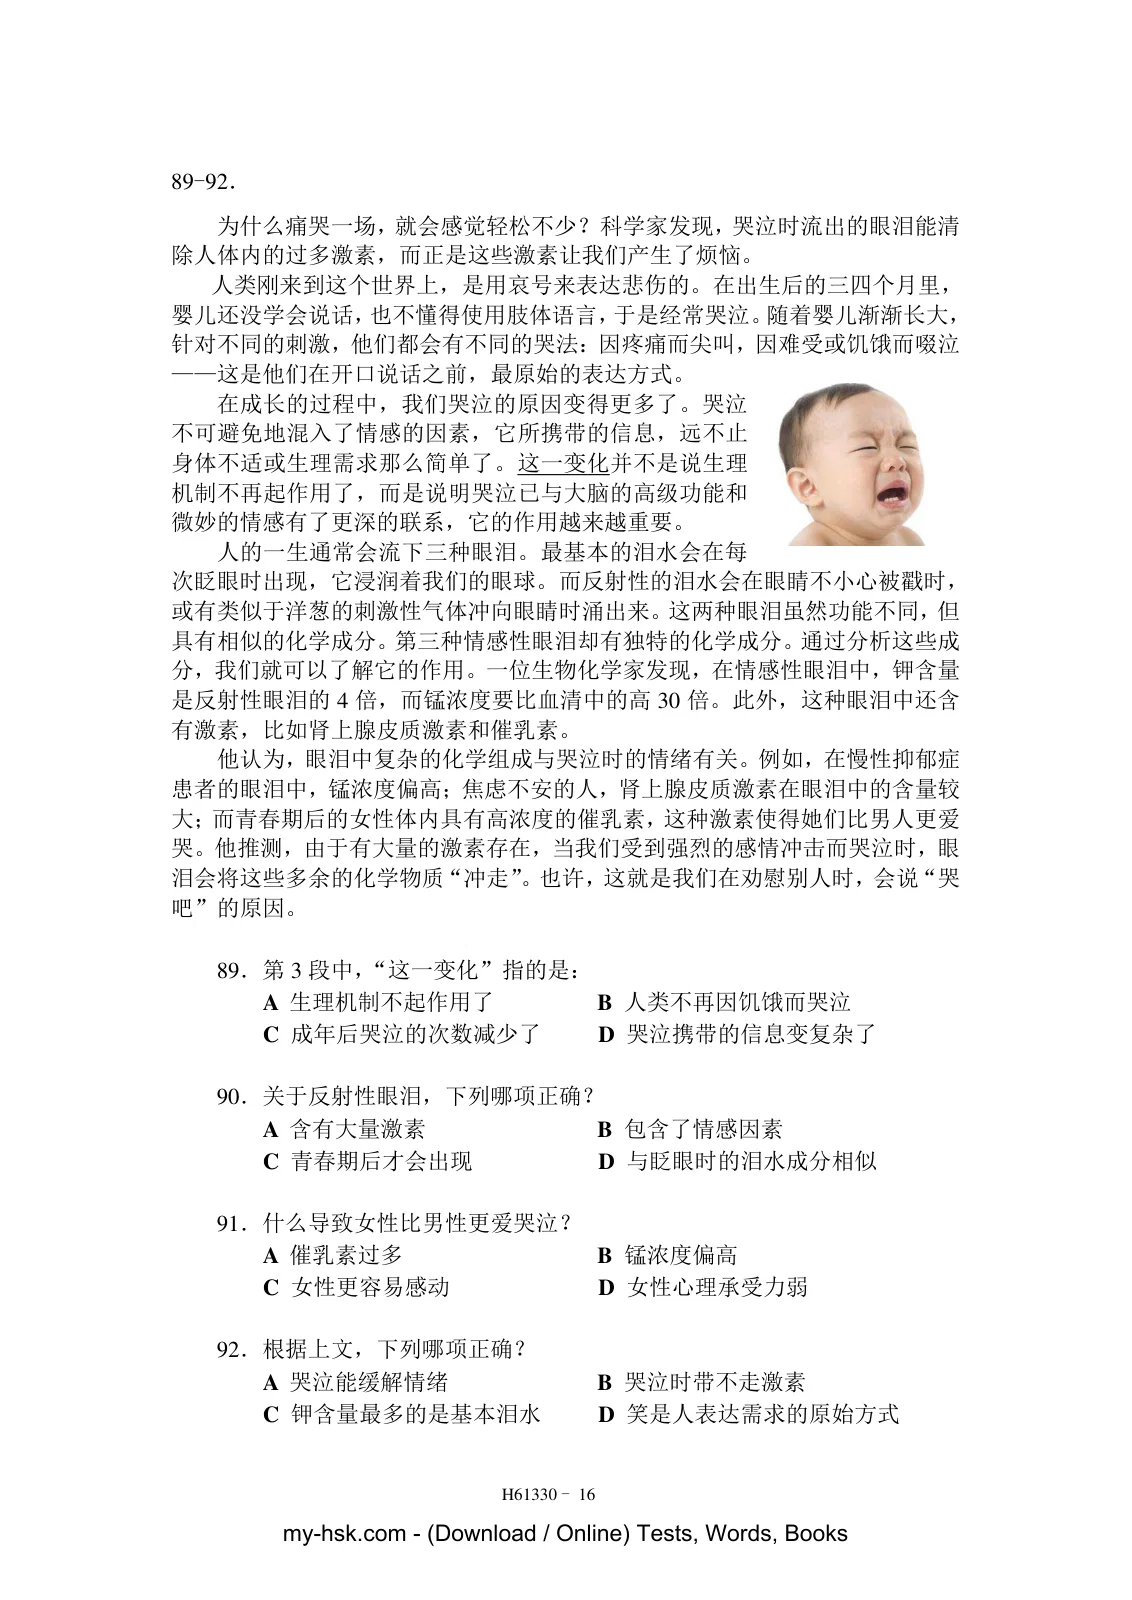 89-92.
为什么痛哭一场，就会感觉轻松不少？科学家发现，哭泣时流出的眼泪能清
除人体内的过多激素，而正是这些激素让我们产生了烦恼。
人类刚来到这个世界上，是用哀号来表达悲伤的。在出生后的三四个月里，
婴儿还没学会说话，也不懂得使用肢体语言，于是经常哭泣。随着婴儿渐渐长大，
针对不同的刺激，他们都会有不同的哭法：因疼痛而尖叫，因难受或饥饿而啜泣
——这是他们在开口说话之前，最原始的表达方式。
在成长的过程中，我们哭泣的原因变得更多了。哭泣
不可避免地混入了情感的因素，它所携带的信息，远不止
身体不适或生理需求那么简单了。这一变化并不是说生理
机制不再起作用了，而是说明哭泣已与大脑的高级功能和
微妙的情感有了更深的联系，它的作用越来越重要。
人的一生通常会流下三种眼泪。最基本的泪水会在每
次眨眼时出现，它浸润着我们的眼球。而反射性的泪水会在眼睛不小心被戳时，
或有类似于洋葱的刺激性气体冲向眼睛时涌出来。这两种眼泪虽然功能不同，但
具有相似的化学成分。第三种情感性眼泪却有独特的化学成分。通过分析这些成
分，我们就可以了解它的作用。一位生物化学家发现，在情感性眼泪中，钾含量
是反射性眼泪的 4 倍，而锰浓度要比血清中的高 30 倍。此外，这种眼泪中还含
有激素，比如肾上腺皮质激素和催乳素。
他认为，眼泪中复杂的化学组成与哭泣时的情绪有关。例如，在慢性抑郁症
患者的眼泪中，锰浓度偏高；焦虑不安的人，肾上腺皮质激素在眼泪中的含量较
大；而青春期后的女性体内具有高浓度的催乳素，这种激素使得她们比男人更爱
哭。他推测，由于有大量的激素存在，当我们受到强烈的感情冲击而哭泣时，眼
泪会将这些多余的化学物质“冲走”。也许，这就是我们在劝慰别人时，会说“哭
吧”的原因。
89．第 3 段中，“这一变化”指的是：
A 生理机制不起作用了 B 人类不再因饥饿而哭泣
C 成年后哭泣的次数减少了 D 哭泣携带的信息变复杂了
90．关于反射性眼泪，下列哪项正确？
A 含有大量激素 B 包含了情感因素
C 青春期后才会出现 D 与眨眼时的泪水成分相似
91．什么导致女性比男性更爱哭泣？
A 催乳素过多 B 锰浓度偏高
C 女性更容易感动 D 女性心理承受力弱
92．根据上文，下列哪项正确？
A 哭泣能缓解情绪 B 哭泣时带不走激素
C 钾含量最多的是基本泪水 D 笑是人表达需求的原始方式
H61330 - 16
my-hsk.com - (Download / Online) Tests, Words, Books